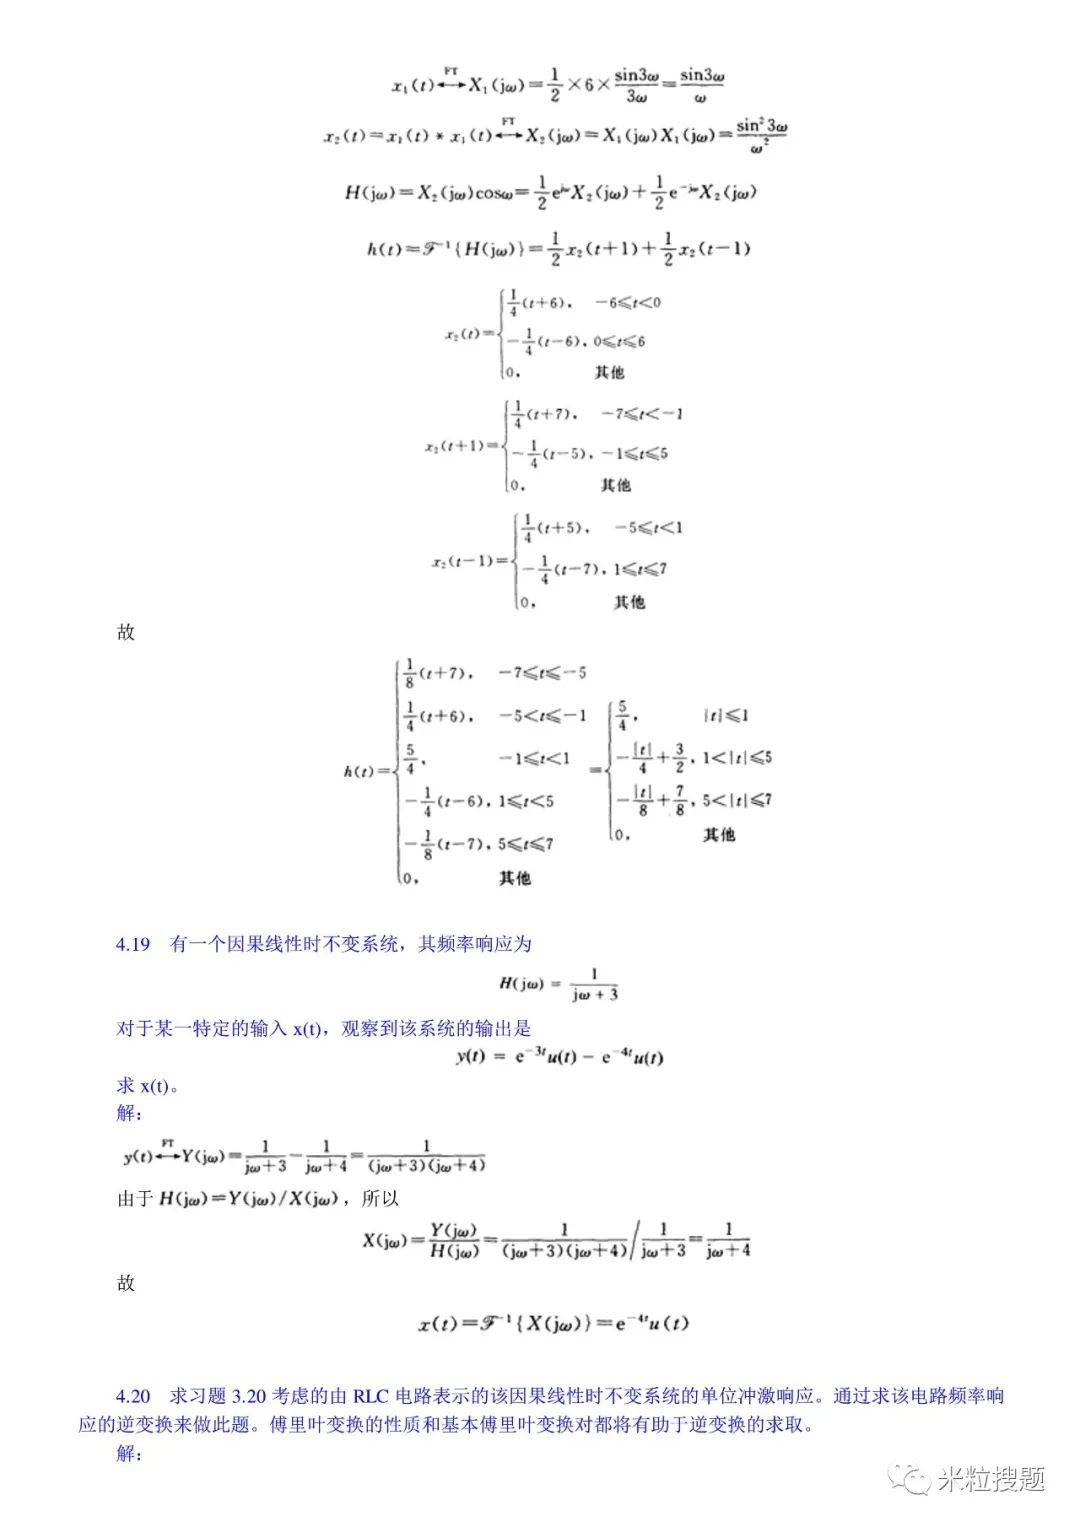 x₁(t) ↔FT X₁(jω) = 1/2 × 6 × sin3ω/3ω = sin3ω/ω
x₂(t) = x₁(t) * x₁(t) ↔FT X₂(jω) = X₁(jω)X₁(jω) = sin²3ω/ω²
H(jω) = X₂(jω)cosω = 1/2 e^{jω}X₂(jω) + 1/2 e^{-jω}X₂(jω)
h(t) = ℱ⁻¹{H(jω)} = 1/2 x₂(t+1) + 1/2 x₂(t-1)
x₂(t) = { 1/4(t+6), -6≤t<0
-1/4(t-6), 0≤t≤6
0, 其他
x₂(t+1) = { 1/4(t+7), -7≤t<-1
-1/4(t-5), -1≤t≤5
0, 其他
x₂(t-1) = { 1/4(t+5), -5≤t<1
-1/4(t-7), 1≤t≤7
0, 其他
故
h(t) = { 1/8(t+7), -7≤t≤-5
1/4(t+6), -5<t≤-1
5/4, -1≤t<1
-1/4(t-6), 1≤t<5
-1/8(t-7), 5≤t≤7
0, 其他
= { 5/4, |t|≤1
-|t|/4 + 3/2, 1<|t|≤5
-|t|/8 + 7/8, 5<|t|≤7
0, 其他
4.19 有一个因果线性时不变系统，其频率响应为
H(jω) = 1/(jω + 3)
对于某一特定的输入 x(t)，观察到该系统的输出是
y(t) = e^{-3t}u(t) - e^{-4t}u(t)
求 x(t)。
解：
y(t) ↔FT Y(jω) = 1/(jω+3) - 1/(jω+4) = 1/((jω+3)(jω+4))
由于 H(jω)=Y(jω)/X(jω)，所以
X(jω) = Y(jω)/H(jω) = 1/((jω+3)(jω+4)) / 1/(jω+3) = 1/(jω+4)
故
x(t) = ℱ⁻¹{X(jω)} = e^{-4t}u(t)
4.20 求习题 3.20 考虑的由 RLC 电路表示的该因果线性时不变系统的单位冲激响应。通过求该电路频率响
应的逆变换来做此题。傅里叶变换的性质和基本傅里叶变换对都将有助于逆变换的求取。
解：
米粒搜题